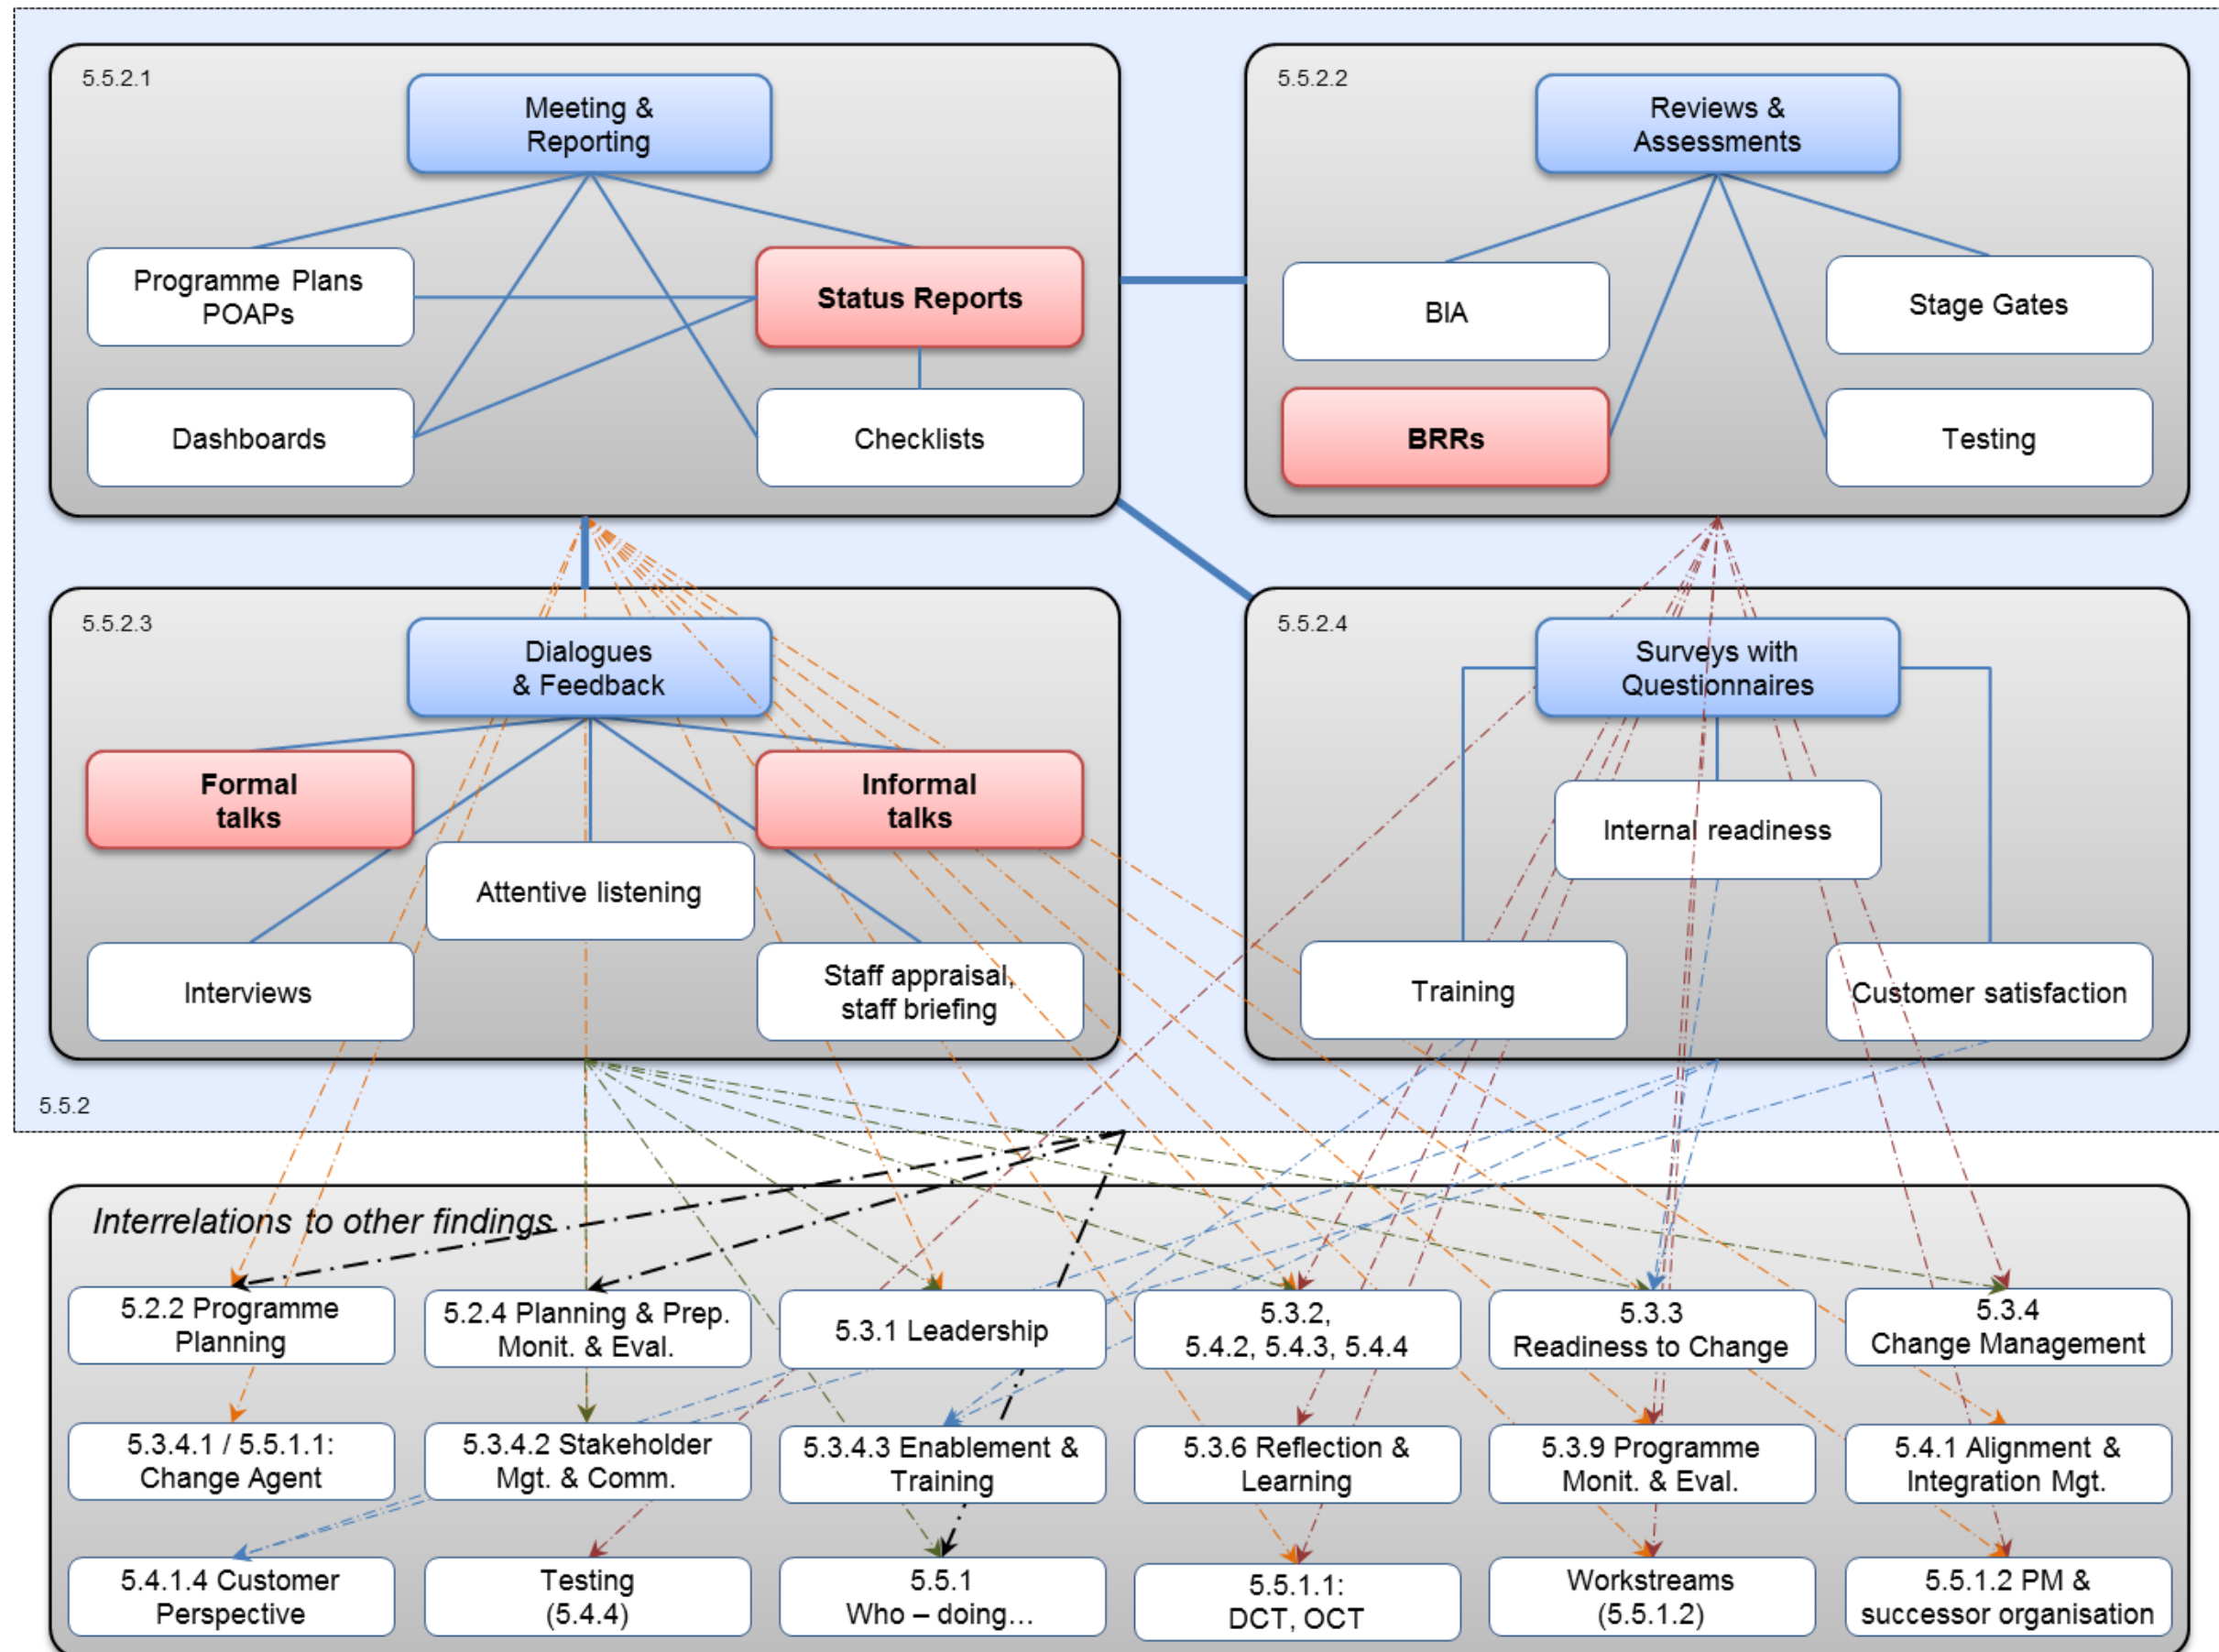 5.5.2.1
Meeting &
Reporting
Programme Plans
POAPs
Status Reports
Dashboards
Checklists
5.5.2.2
Reviews &
Assessments
BIA
Stage Gates
BRRs
Testing
5.5.2.3
Dialogues
& Feedback
Formal
talks
Informal
talks
Attentive listening
Interviews
Staff appraisal,
staff briefing
5.5.2.4
Surveys with
Questionnaires
Internal readiness
Training
Customer satisfaction
5.5.2
Interrelations to other findings
5.2.2 Programme
Planning
5.2.4 Planning & Prep.
Monit. & Eval.
5.3.1 Leadership
5.3.2,
5.4.2, 5.4.3, 5.4.4
5.3.3
Readiness to Change
5.3.4
Change Management
5.3.4.1 / 5.5.1.1:
Change Agent
5.3.4.2 Stakeholder
Mgt. & Comm.
5.3.4.3 Enablement &
Training
5.3.6 Reflection &
Learning
5.3.9 Programme
Monit. & Eval.
5.4.1 Alignment &
Integration Mgt.
5.4.1.4 Customer
Perspective
Testing
(5.4.4)
5.5.1
Who – doing…
5.5.1.1:
DCT, OCT
Workstreams
(5.5.1.2)
5.5.1.2 PM &
successor organisation